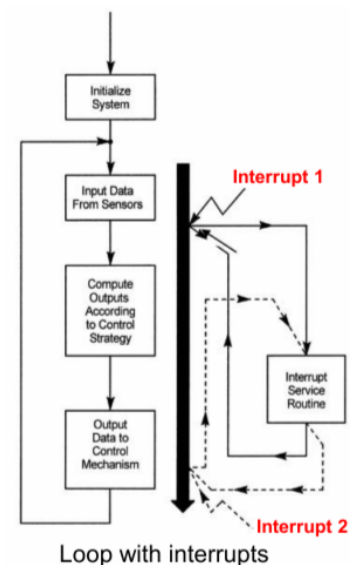 Initialize
System
Input Data
From Sensors
Interrupt 1
Compute
Outputs
According
to Control
Strategy
Interrupt
Service
Routine
Output
Data to
Control
Mechanism
Interrupt 2
Loop with interrupts